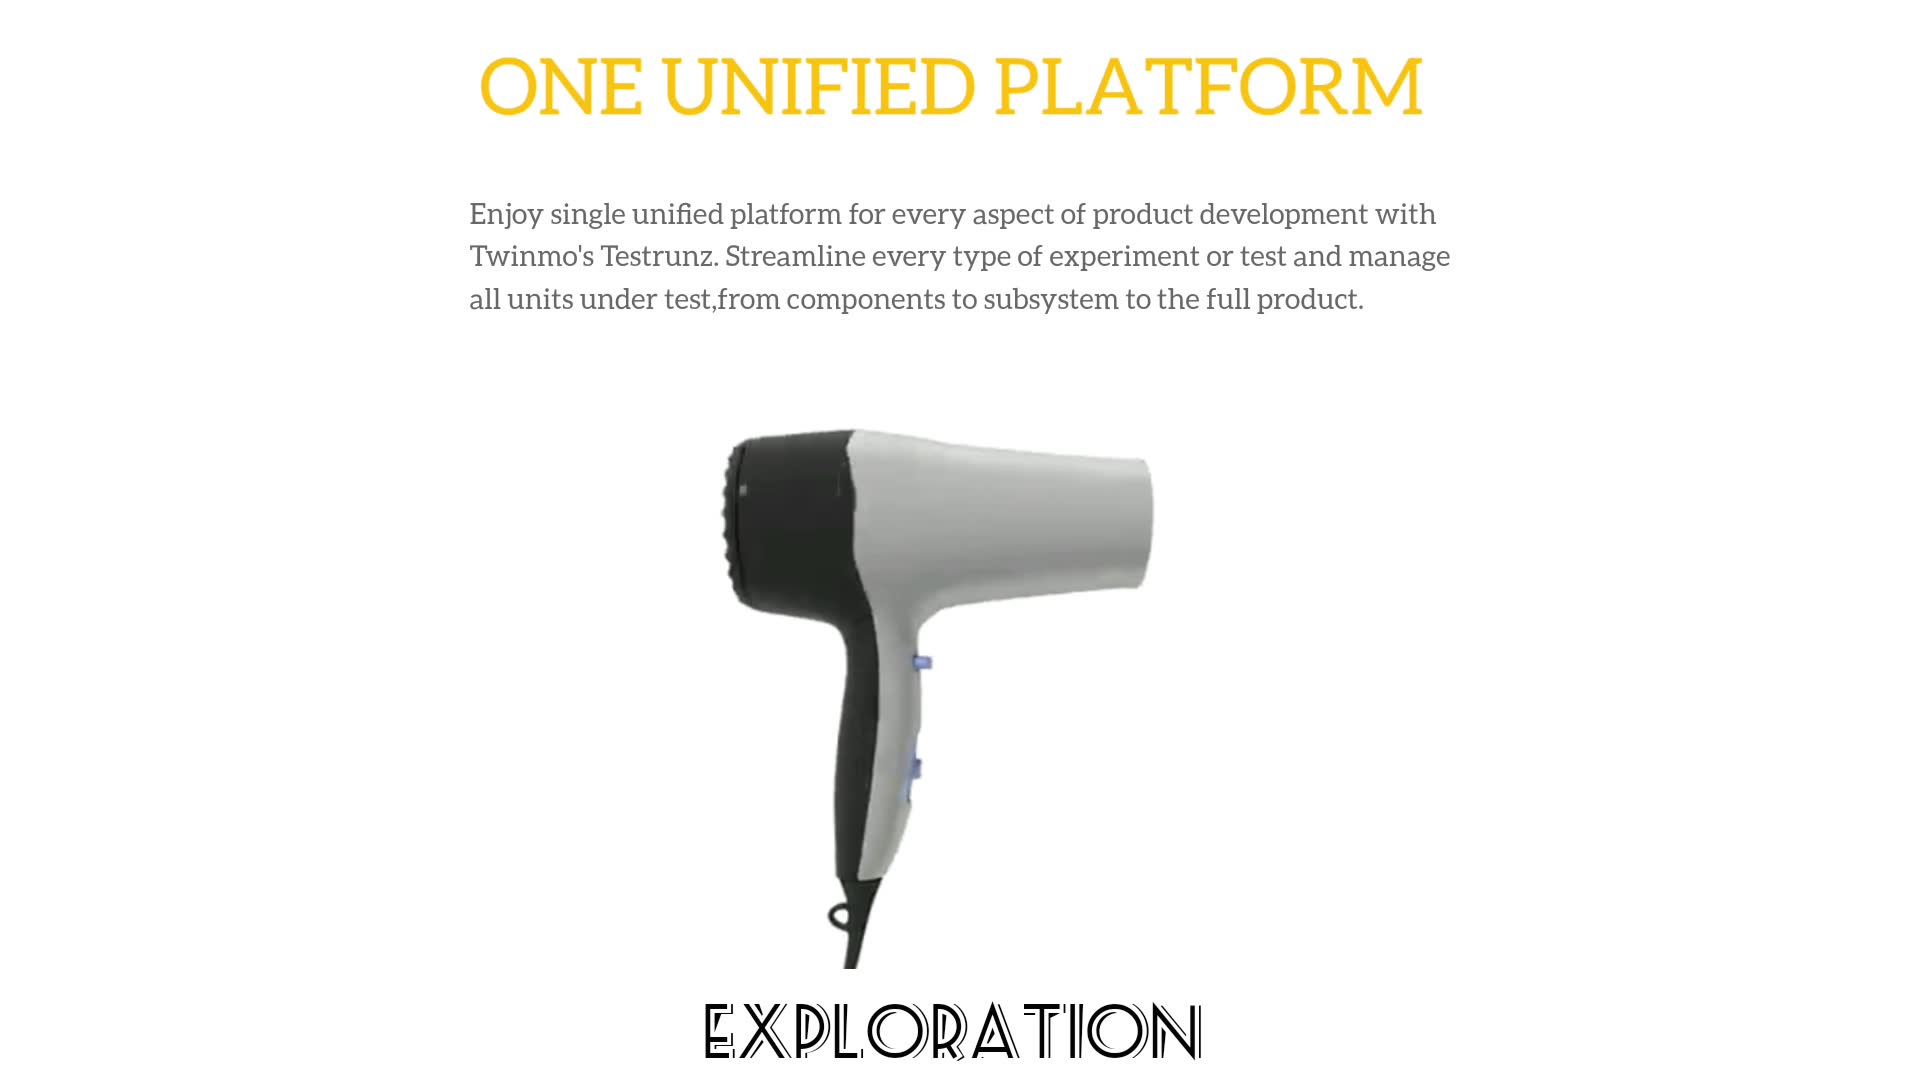 ONE UNIFIED PLATFORM
Enjoy single unified platform for every aspect of product development with
Twinmo's Testrunz. Streamline every type of experiment or test and manage
all units under test,from components to subsystem to the full product.
EXPLORATION